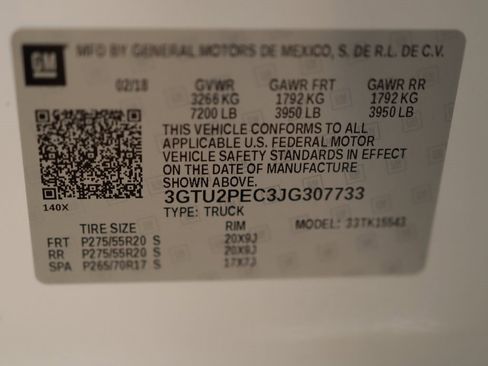 GM
MFD BY GENERAL MOTORS DE MEXICO, S. DE R.L. DE C.V.
02/18 GVWR GAWR FRT GAWR RR
3266 KG 1792 KG 1792 KG
7200 LB 3950 LB 3950 LB
THIS VEHICLE CONFORMS TO ALL
APPLICABLE U.S. FEDERAL MOTOR
VEHICLE SAFETY STANDARDS IN EFFECT
ON THE DATE OF MANUFACTURE
SHOWN ABOVE.
140X
3GTU2PEC3JG307733
TYPE: TRUCK MODEL: 33TK15543
TIRE SIZE RIM
FRT P275/55R20 S 20X9J
RR P275/55R20 S 20X9J
SPA P265/70R17 S 17X7J